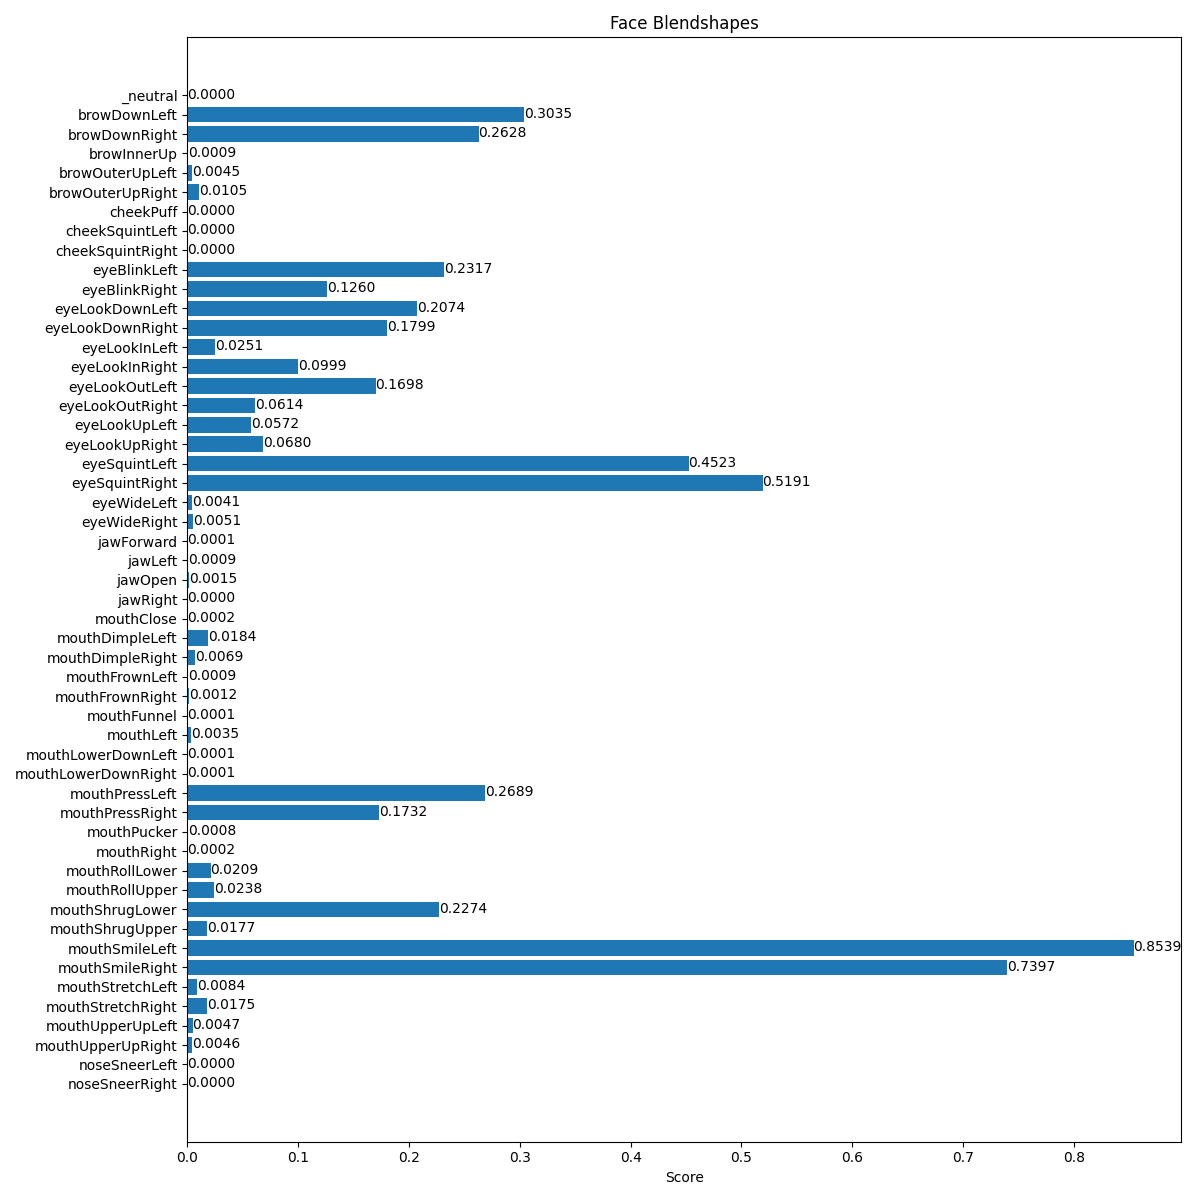 Face Blendshapes
_neutral 0.0000
browDownLeft 0.3035
browDownRight 0.2628
browInnerUp 0.0009
browOuterUpLeft 0.0045
browOuterUpRight 0.0105
cheekPuff 0.0000
cheekSquintLeft 0.0000
cheekSquintRight 0.0000
eyeBlinkLeft 0.2317
eyeBlinkRight 0.1260
eyeLookDownLeft 0.2074
eyeLookDownRight 0.1799
eyeLookInLeft 0.0251
eyeLookInRight 0.0999
eyeLookOutLeft 0.1698
eyeLookOutRight 0.0614
eyeLookUpLeft 0.0572
eyeLookUpRight 0.0680
eyeSquintLeft 0.4523
eyeSquintRight 0.5191
eyeWideLeft 0.0041
eyeWideRight 0.0051
jawForward 0.0001
jawLeft 0.0009
jawOpen 0.0015
jawRight 0.0000
mouthClose 0.0002
mouthDimpleLeft 0.0184
mouthDimpleRight 0.0069
mouthFrownLeft 0.0009
mouthFrownRight 0.0012
mouthFunnel 0.0001
mouthLeft 0.0035
mouthLowerDownLeft 0.0001
mouthLowerDownRight 0.0001
mouthPressLeft 0.2689
mouthPressRight 0.1732
mouthPucker 0.0008
mouthRight 0.0002
mouthRollLower 0.0209
mouthRollUpper 0.0238
mouthShrugLower 0.2274
mouthShrugUpper 0.0177
mouthSmileLeft 0.8539
mouthSmileRight 0.7397
mouthStretchLeft 0.0084
mouthStretchRight 0.0175
mouthUpperUpLeft 0.0047
mouthUpperUpRight 0.0046
noseSneerLeft 0.0000
noseSneerRight 0.0000
0.0 0.1 0.2 0.3 0.4 0.5 0.6 0.7 0.8
Score